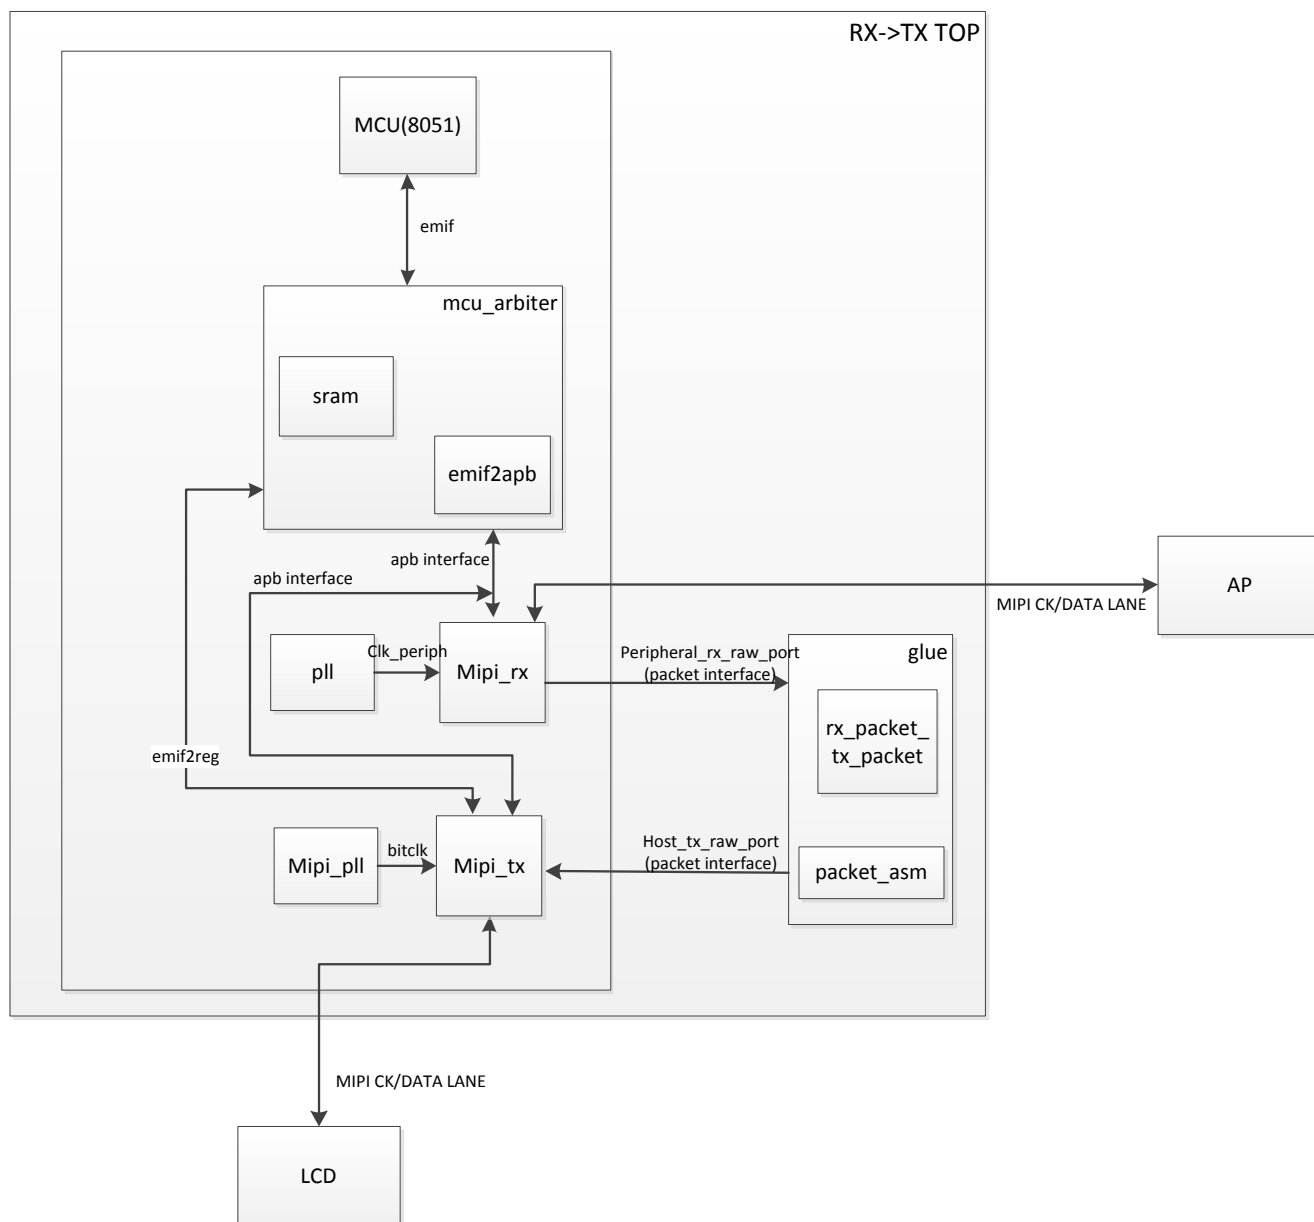 RX->TX TOP
MCU(8051)
emif
mcu_arbiter
sram
emif2apb
apb interface
apb interface
MIPI CK/DATA LANE
AP
pll
Clk_periph
Mipi_rx
Peripheral_rx_raw_port
(packet interface)
glue
rx_packet_
tx_packet
emif2reg
Mipi_pll
bitclk
Mipi_tx
Host_tx_raw_port
(packet interface)
packet_asm
MIPI CK/DATA LANE
LCD